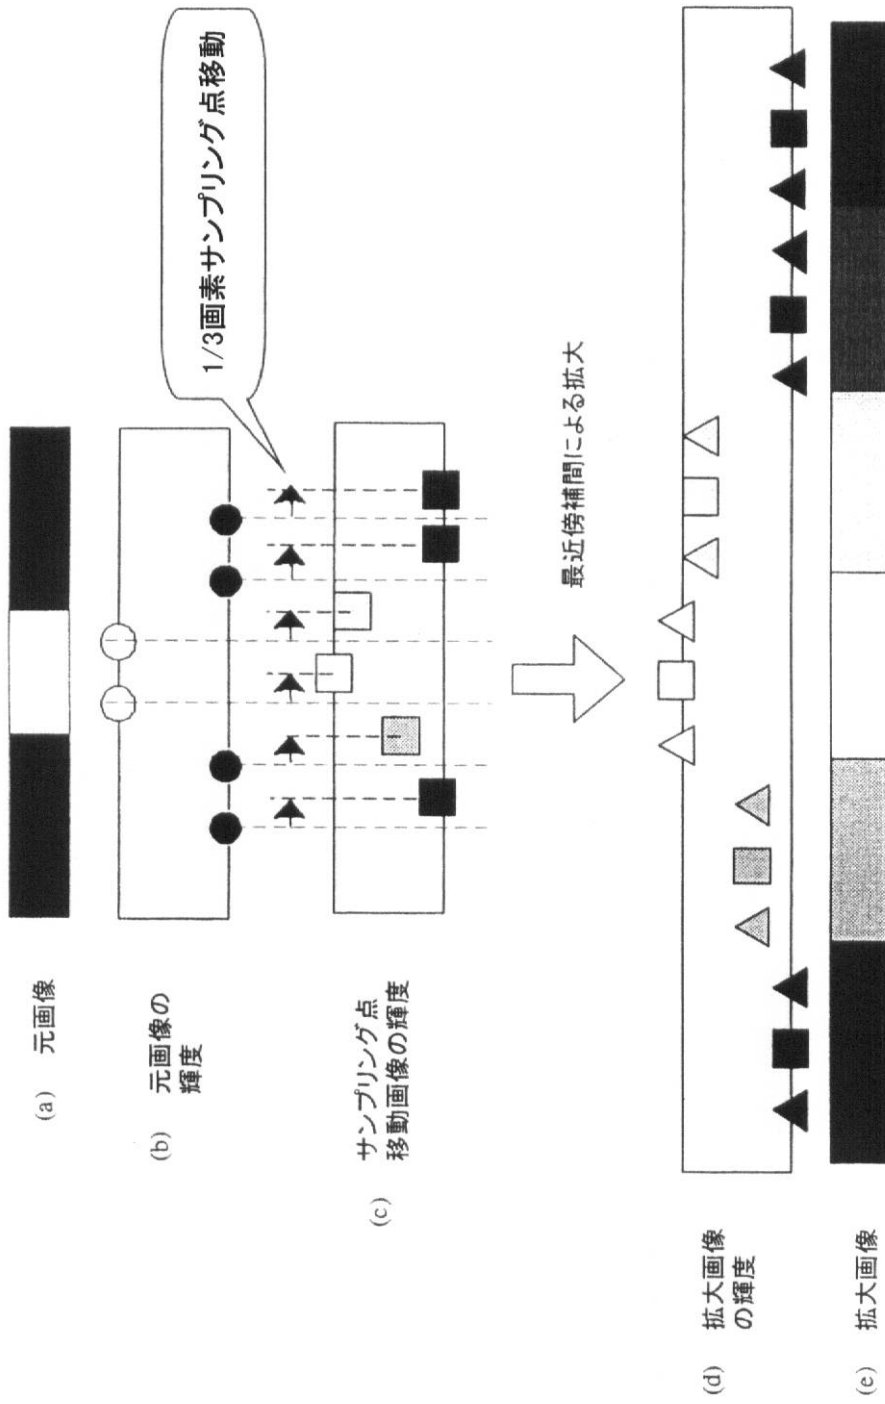 (a) 元画像
(b) 元画像の
輝度
1/3画素サンプリング点移動
(c) サンプリング点
移動画像の輝度
最近傍補間による拡大
(d) 拡大画像
の輝度
(e) 拡大画像